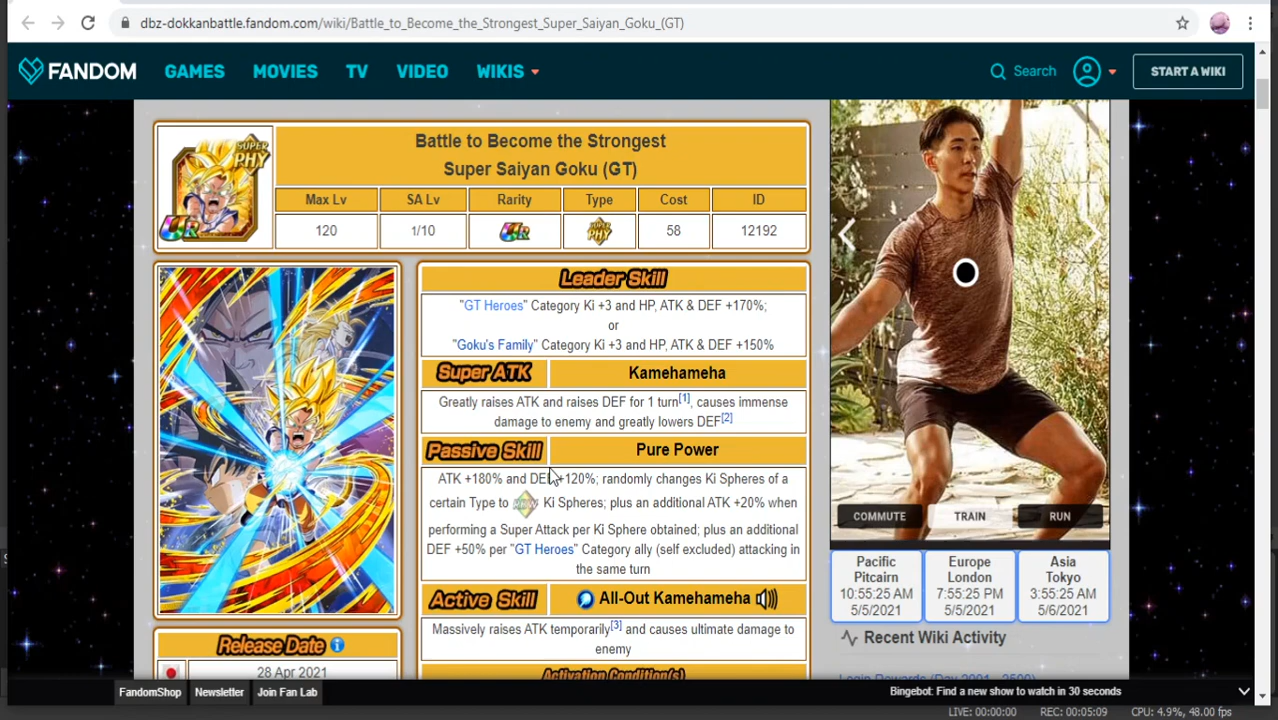 dbz-dokkanbattle.fandom.com/wiki/Battle_to_Become_the_Strongest_Super_Saiyan_Goku_(GT)
FANDOM GAMES MOVIES TV VIDEO WIKIS Search START A WIKI
SUPER PHY
UR
Battle to Become the Strongest
Super Saiyan Goku (GT)
Max Lv SA Lv Rarity Type Cost ID
120 1/10 UR SUPER PHY 58 12192
Leader Skill
"GT Heroes" Category Ki +3 and HP, ATK & DEF +170%;
or
"Goku's Family" Category Ki +3 and HP, ATK & DEF +150%
Super ATK Kamehameha
Greatly raises ATK and raises DEF for 1 turn[1], causes immense
damage to enemy and greatly lowers DEF[2]
Passive Skill Pure Power
ATK +180% and DEF +120%; randomly changes Ki Spheres of a
certain Type to Ki Spheres; plus an additional ATK +20% when
performing a Super Attack per Ki Sphere obtained; plus an additional
DEF +50% per "GT Heroes" Category ally (self excluded) attacking in
the same turn
Active Skill All-Out Kamehameha
Massively raises ATK temporarily[3] and causes ultimate damage to
enemy
Activation Condition(s)
Release Date
28 Apr 2021
COMMUTE TRAIN RUN
Pacific
Pitcairn
10:55:25 AM
5/5/2021
Europe
London
7:55:25 PM
5/5/2021
Asia
Tokyo
3:55:25 AM
5/6/2021
Recent Wiki Activity
FandomShop Newsletter Join Fan Lab
Bingebot: Find a new show to watch in 30 seconds
LIVE: 00:00:00 REC: 00:05:09 CPU: 4.9%, 48.00 fps